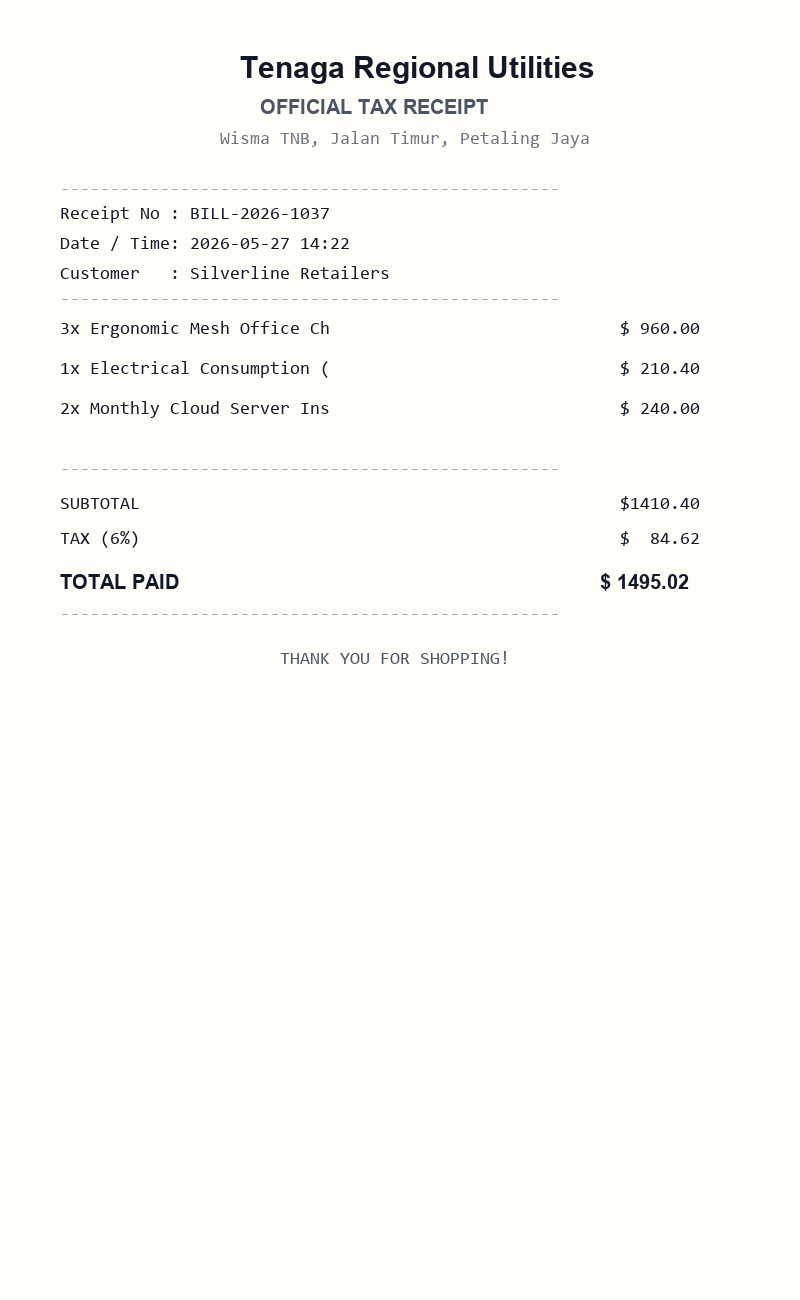 Tenaga Regional Utilities
OFFICIAL TAX RECEIPT
Wisma TNB, Jalan Timur, Petaling Jaya
--------------------------------------------------
Receipt No : BILL-2026-1037
Date / Time: 2026-05-27 14:22
Customer   : Silverline Retailers
--------------------------------------------------
3x Ergonomic Mesh Office Ch $ 960.00
1x Electrical Consumption ( $ 210.40
2x Monthly Cloud Server Ins $ 240.00
--------------------------------------------------
SUBTOTAL $1410.40
TAX (6%) $  84.62
TOTAL PAID $ 1495.02
--------------------------------------------------
THANK YOU FOR SHOPPING!